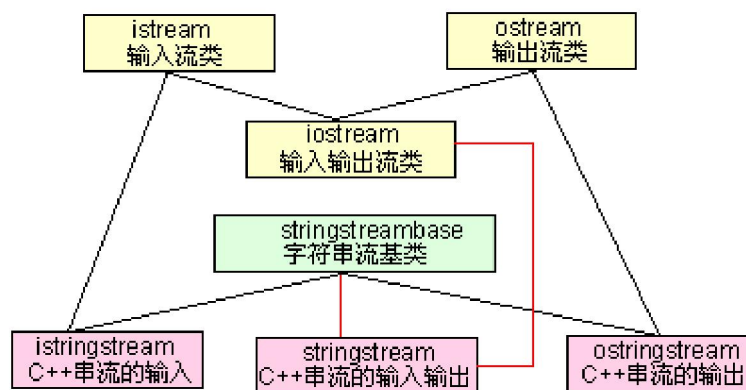 istream
输入流类
ostream
输出流类
iostream
输入输出流类
stringstreambase
字符串流基类
istringstream
C++串流的输入
stringstream
C++串流的输入输出
ostringstream
C++串流的输出